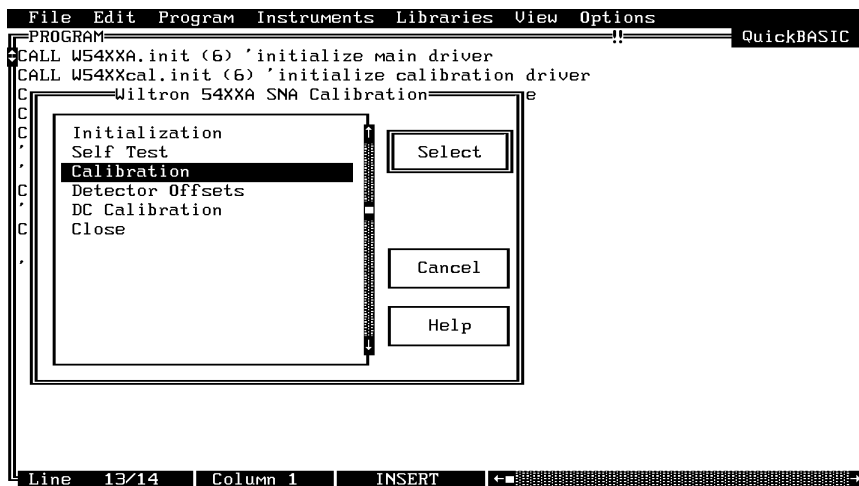 File Edit Program Instruments Libraries View Options
PROGRAM
QuickBASIC
CALL W54XXA.init (6) 'initialize main driver
CALL W54XXcal.init (6) 'initialize calibration driver
C e
Wiltron 54XXA SNA Calibration
C
C
'
'
C
'
C
'
Initialization
Self Test
Calibration
Detector Offsets
DC Calibration
Close
Select
Cancel
Help
Line 13/14 Column 1 INSERT